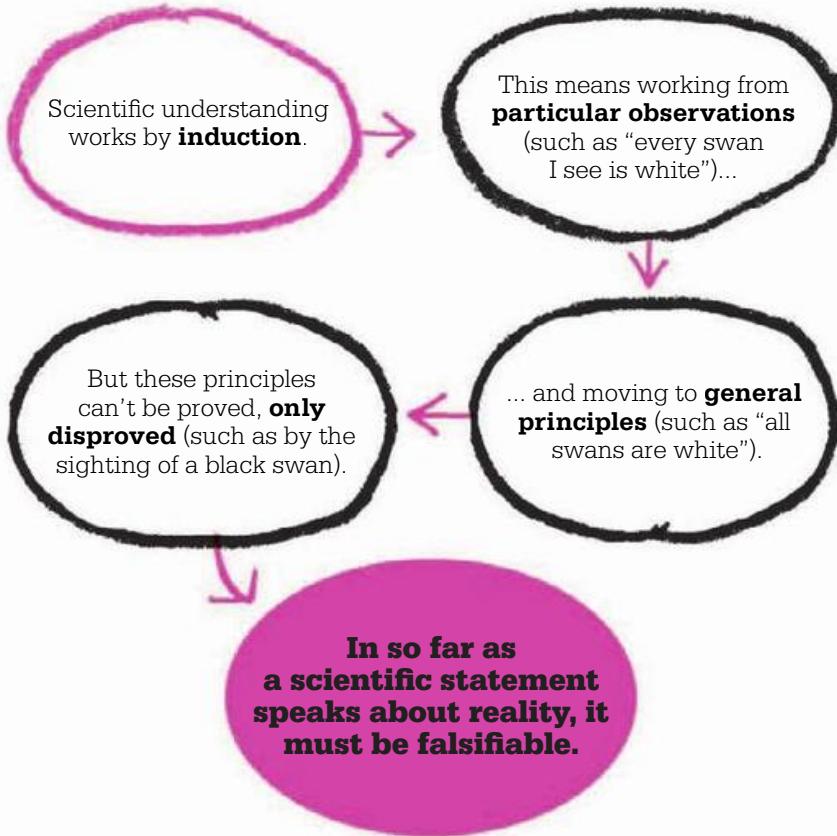 Scientific understanding
works by induction.
This means working from
particular observations
(such as “every swan
I see is white”)...
... and moving to general
principles (such as “all
swans are white”).
But these principles
can’t be proved, only
disproved (such as by the
sighting of a black swan).
In so far as
a scientific statement
speaks about reality, it
must be falsifiable.